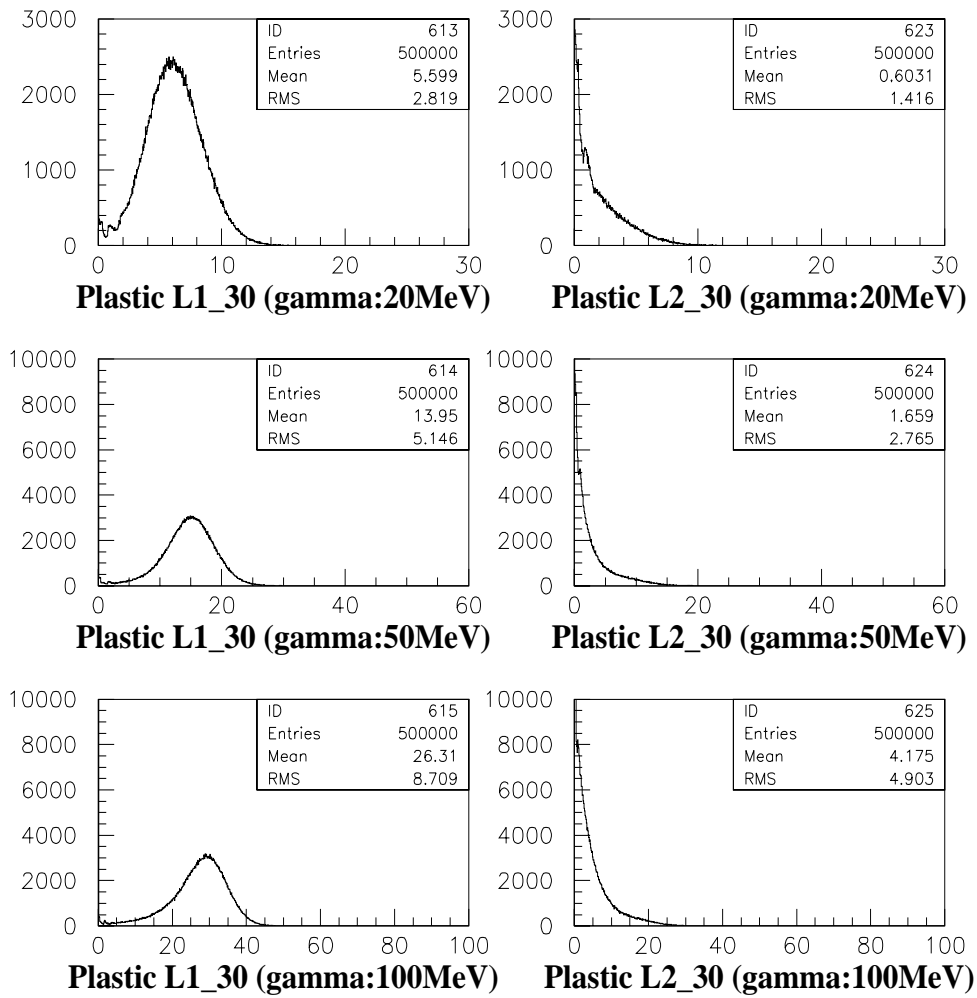 3000
2000
1000
0
0 10 20 30
ID 613
Entries 500000
Mean 5.599
RMS 2.819
Plastic L1_30 (gamma:20MeV)
3000
2000
1000
0
0 10 20 30
ID 623
Entries 500000
Mean 0.6031
RMS 1.416
Plastic L2_30 (gamma:20MeV)
10000
8000
6000
4000
2000
0
0 20 40 60
ID 614
Entries 500000
Mean 13.95
RMS 5.146
Plastic L1_30 (gamma:50MeV)
10000
8000
6000
4000
2000
0
0 20 40 60
ID 624
Entries 500000
Mean 1.659
RMS 2.765
Plastic L2_30 (gamma:50MeV)
10000
8000
6000
4000
2000
0
0 20 40 60 80 100
ID 615
Entries 500000
Mean 26.31
RMS 8.709
Plastic L1_30 (gamma:100MeV)
10000
8000
6000
4000
2000
0
0 20 40 60 80 100
ID 625
Entries 500000
Mean 4.175
RMS 4.903
Plastic L2_30 (gamma:100MeV)